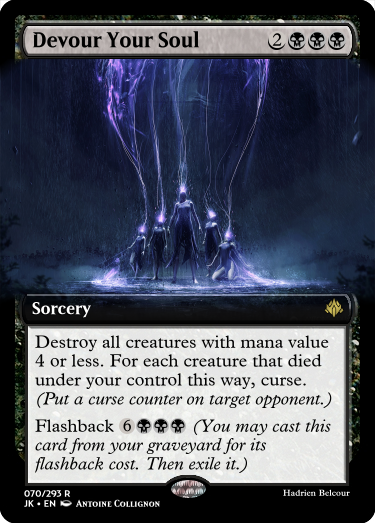 Devour Your Soul 2
Sorcery
Destroy all creatures with mana value
4 or less. For each creature that died
under your control this way, curse.
(Put a curse counter on target opponent.)
Flashback 6 (You may cast this
card from your graveyard for its
flashback cost. Then exile it.)
070/293 R
JK • EN Antoine Collignon
Hadrien Belcour